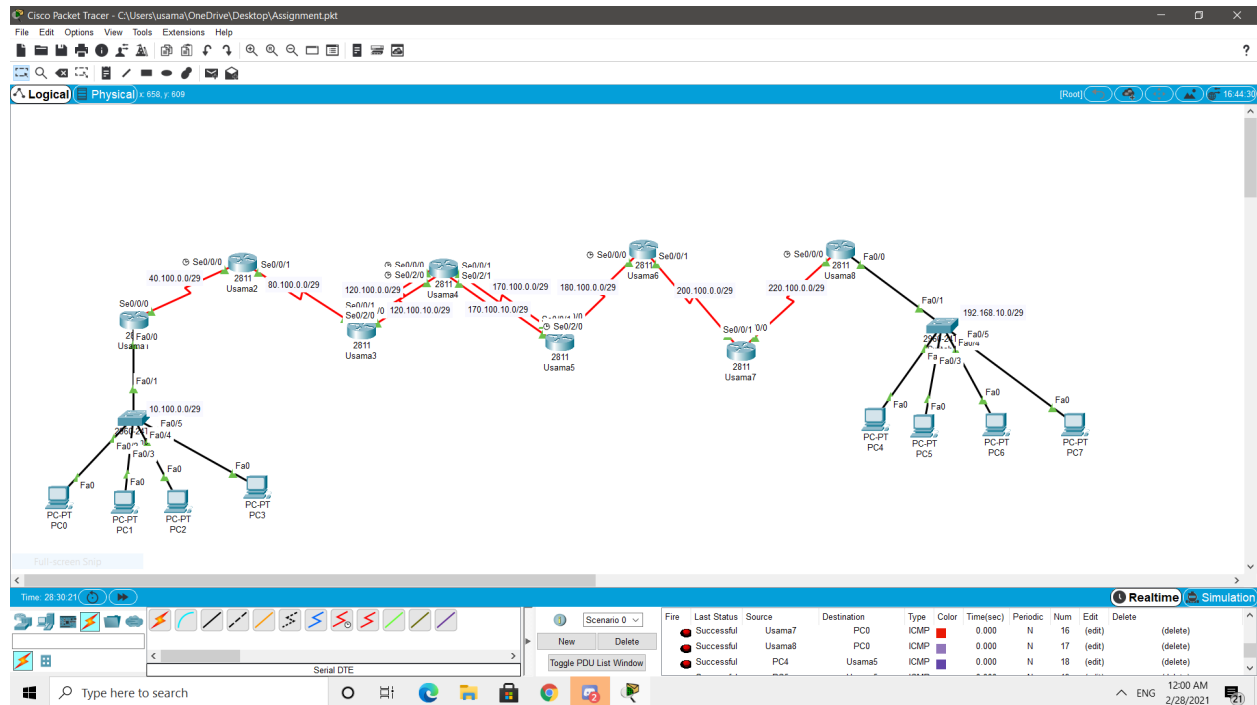 Cisco Packet Tracer - C:\Users\usama\OneDrive\Desktop\Assignment.pkt
File Edit Options View Tools Extensions Help
?
Logical Physical x: 658, y: 609 [Root] 16:44:30
Se0/0/0
2811
Usama2
Se0/0/1
40.100.0.0/29
80.100.0.0/29
Se0/0/0
Fa0/0
Fa0/1
10.100.0.0/29
Fa0/5
Fa0/4
Fa0/3
Fa0
Fa0
Fa0
Fa0
PC-PT
PC0
PC-PT
PC1
PC-PT
PC2
PC-PT
PC3
120.100.0.0/29
Se0/0/1
Se0/2/0
120.100.10.0/29
2811
Usama3
Se0/0/0
Se0/2/0
Se0/0/1
Se0/2/1
2811
Usama4
170.100.0.0/29
170.100.10.0/29
Se0/2/0
2811
Usama5
180.100.0.0/29
Se0/0/0
Se0/0/1
2811
Usama6
200.100.0.0/29
Se0/0/1
2811
Usama7
220.100.0.0/29
Se0/0/0
2811
Usama8
Fa0/0
Fa0/1
192.168.10.0/29
Fa0/5
Fa0/4
Fa0/3
Fa0
Fa0
Fa0
Fa0
PC-PT
PC4
PC-PT
PC5
PC-PT
PC6
PC-PT
PC7
Full-screen Snip
Time: 28:30:21 Realtime Simulation
Serial DTE
Scenario 0
New Delete
Toggle PDU List Window
Fire Last Status Source Destination Type Color Time(sec) Periodic Num Edit Delete
Successful Usama7 PC0 ICMP 0.000 N 16 (edit) (delete)
Successful Usama8 PC0 ICMP 0.000 N 17 (edit) (delete)
Successful PC4 Usama5 ICMP 0.000 N 18 (edit) (delete)
Type here to search
2
ENG
12:00 AM
2/28/2021
21